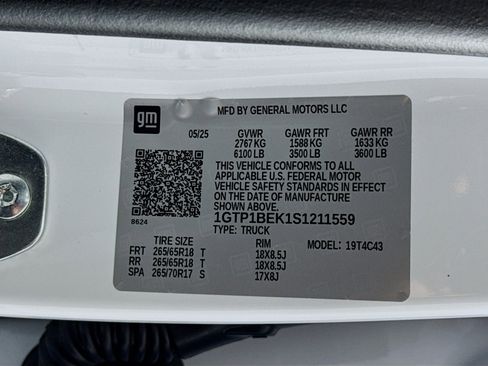 gm
MFD BY GENERAL MOTORS LLC
05/25 GVWR GAWR FRT GAWR RR
2767 KG 1588 KG 1633 KG
6100 LB 3500 LB 3600 LB
THIS VEHICLE CONFORMS TO ALL
APPLICABLE U.S. FEDERAL MOTOR
VEHICLE SAFETY STANDARDS IN EFFECT
ON THE DATE OF MANUFACTURE
SHOWN ABOVE.
1GTP1BEK1S1211559
8624 TYPE: TRUCK
TIRE SIZE RIM MODEL: 19T4C43
FRT 265/65R18 T 18X8.5J
RR 265/65R18 T 18X8.5J
SPA 265/70R17 S 17X8J